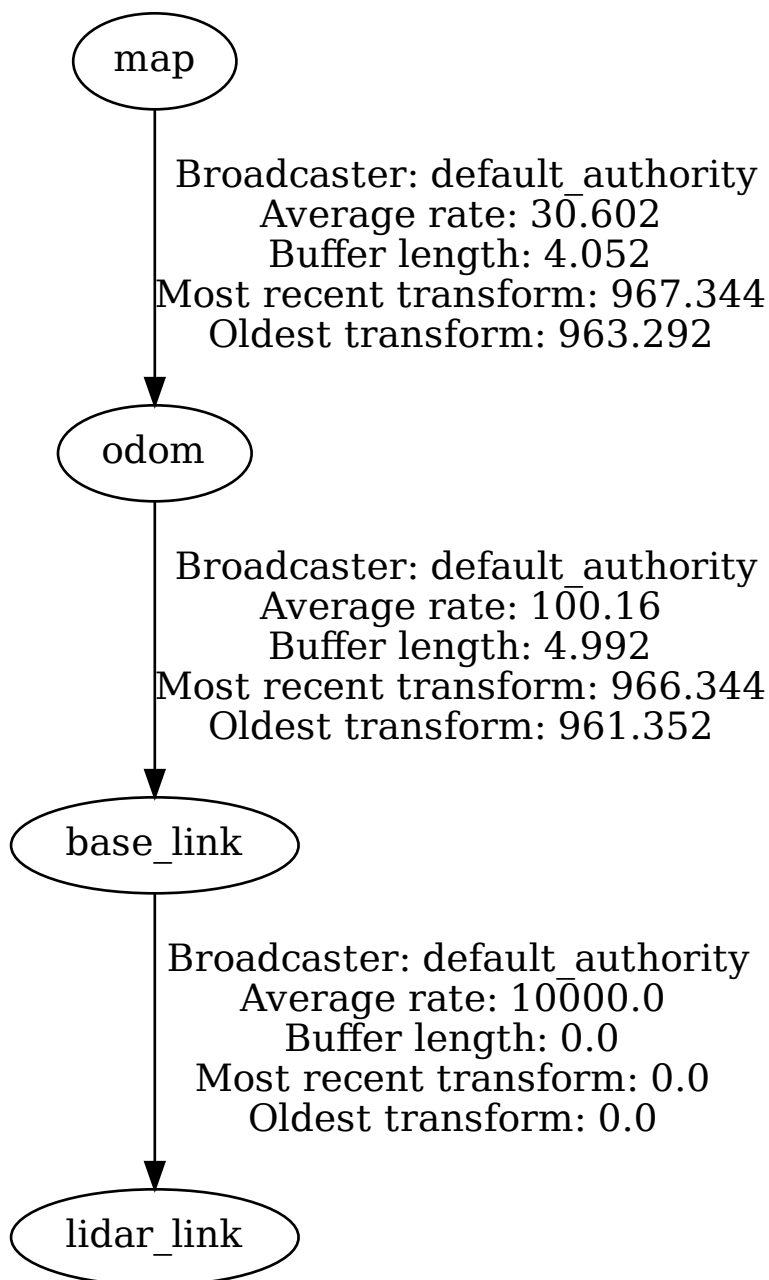 map
Broadcaster: default_authority
Average rate: 30.602
Buffer length: 4.052
Most recent transform: 967.344
Oldest transform: 963.292
odom
Broadcaster: default_authority
Average rate: 100.16
Buffer length: 4.992
Most recent transform: 966.344
Oldest transform: 961.352
base_link
Broadcaster: default_authority
Average rate: 10000.0
Buffer length: 0.0
Most recent transform: 0.0
Oldest transform: 0.0
lidar_link